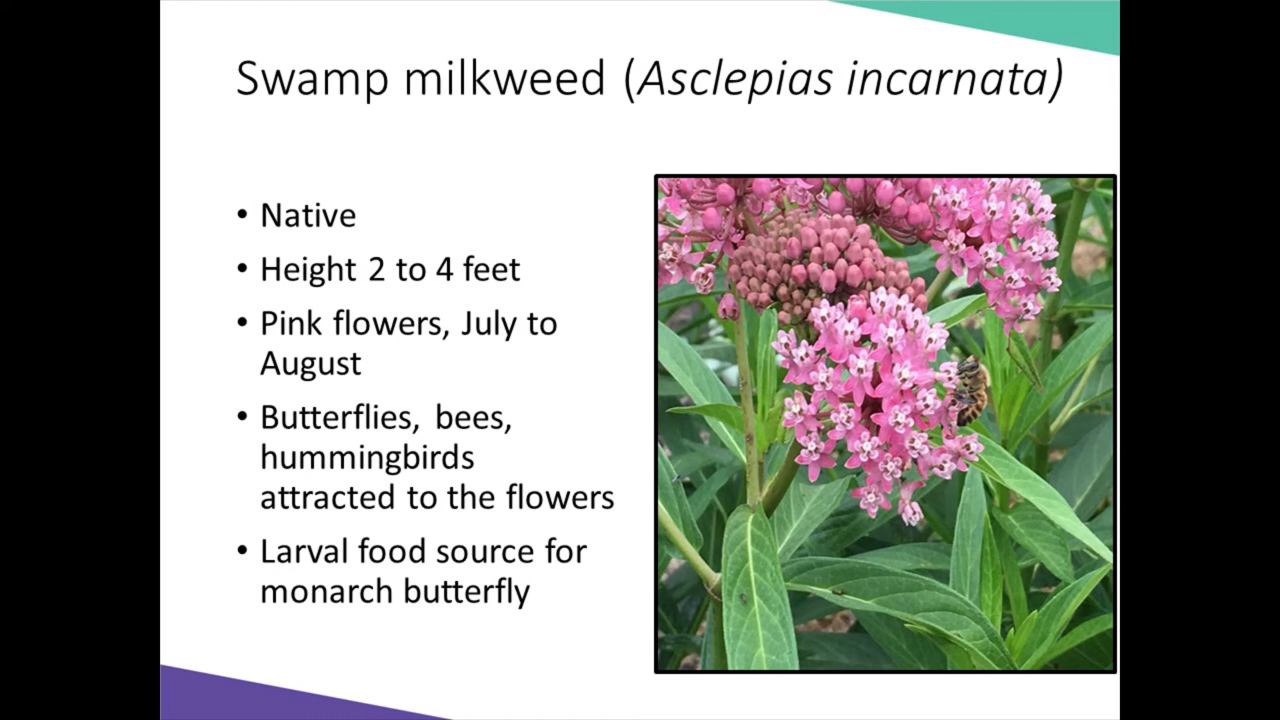 Swamp milkweed (Asclepias incarnata)
• Native
• Height 2 to 4 feet
• Pink flowers, July to
August
• Butterflies, bees,
hummingbirds
attracted to the flowers
• Larval food source for
monarch butterfly